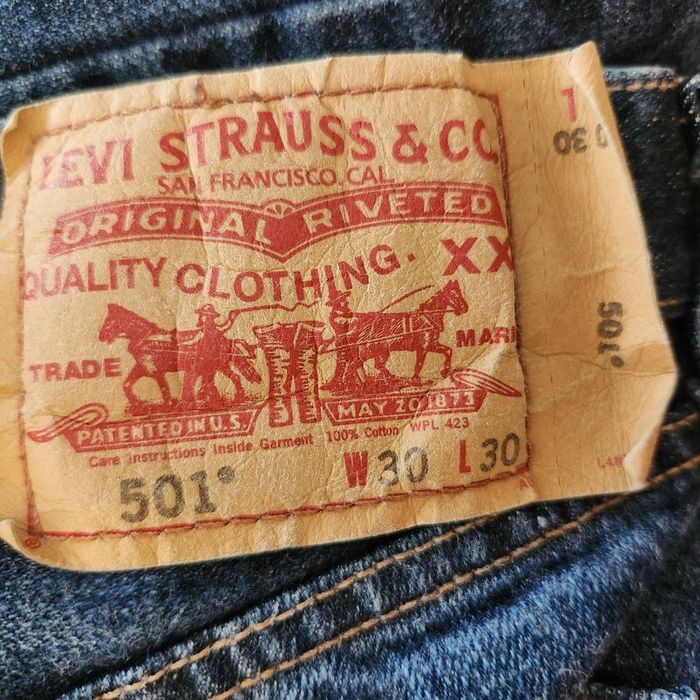 LEVI STRAUSS & CO.
SAN FRANCISCO, CAL.
ORIGINAL RIVETED
QUALITY CLOTHING. XX
TRADE MARK
PATENTED IN U.S. MAY 20 1873
Care Instructions Inside Garment 100% Cotton WPL 423
501® W 30 L 30
30
501®